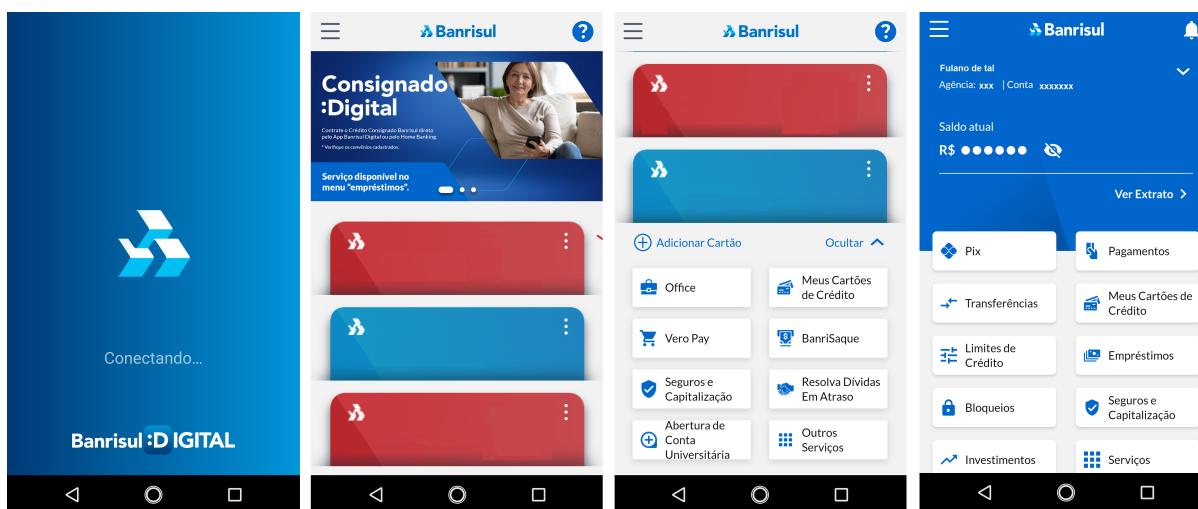 Conectando...
Banrisul :D IGITAL
Banrisul
?
Consignado
:Digital
Contrate o Crédito Consignado Banrisul direto
pelo App Banrisul Digital ou pelo Home Banking.
* Verifique os convênios cadastrados.
Serviço disponível no
menu "empréstimos".
Banrisul
?
Adicionar Cartão
Ocultar
Office
Meus Cartões
de Crédito
Vero Pay
BanriSaque
Seguros e
Capitalização
Resolva Dívidas
Em Atraso
Abertura de
Conta
Universitária
Outros
Serviços
Banrisul
Fulano de tal
Agência: xxx | Conta xxxxxxx
Saldo atual
R$ ●●●●●●
Ver Extrato
Pix
Pagamentos
Transferências
Meus Cartões de
Crédito
Limites de
Crédito
Empréstimos
Bloqueios
Seguros e
Capitalização
Investimentos
Serviços